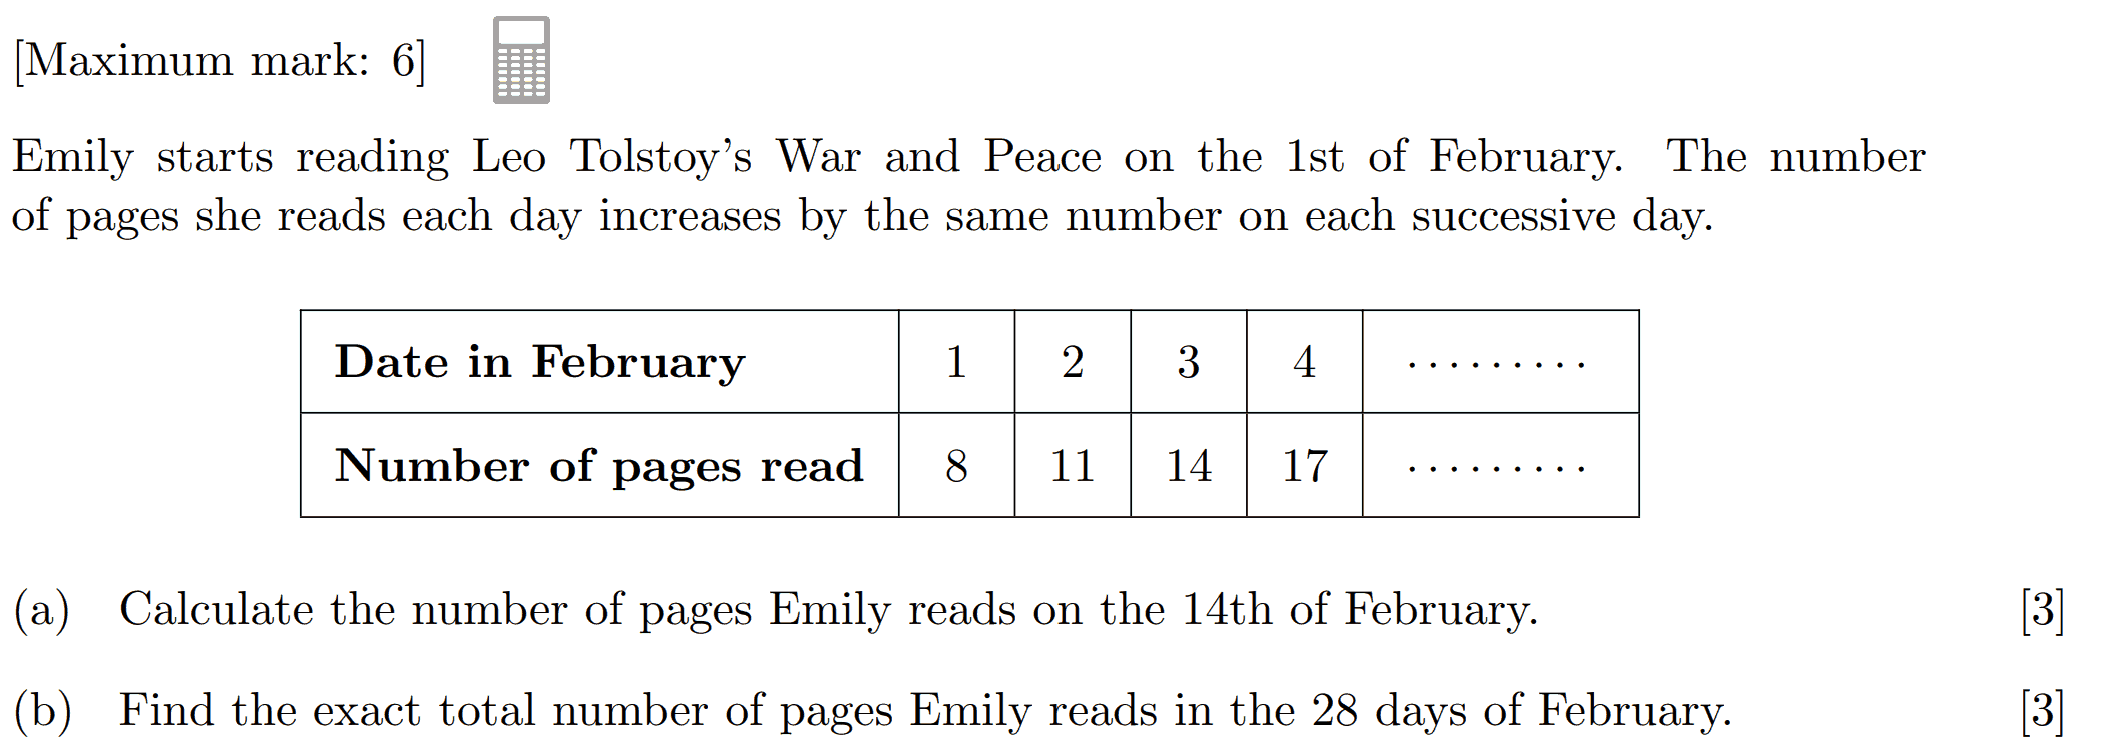 [Maximum mark: 6]
Emily starts reading Leo Tolstoy's War and Peace on the 1st of February. The number
of pages she reads each day increases by the same number on each successive day.
Date in February 1 2 3 4 .........
Number of pages read 8 11 14 17 .........
(a) Calculate the number of pages Emily reads on the 14th of February. [3]
(b) Find the exact total number of pages Emily reads in the 28 days of February. [3]